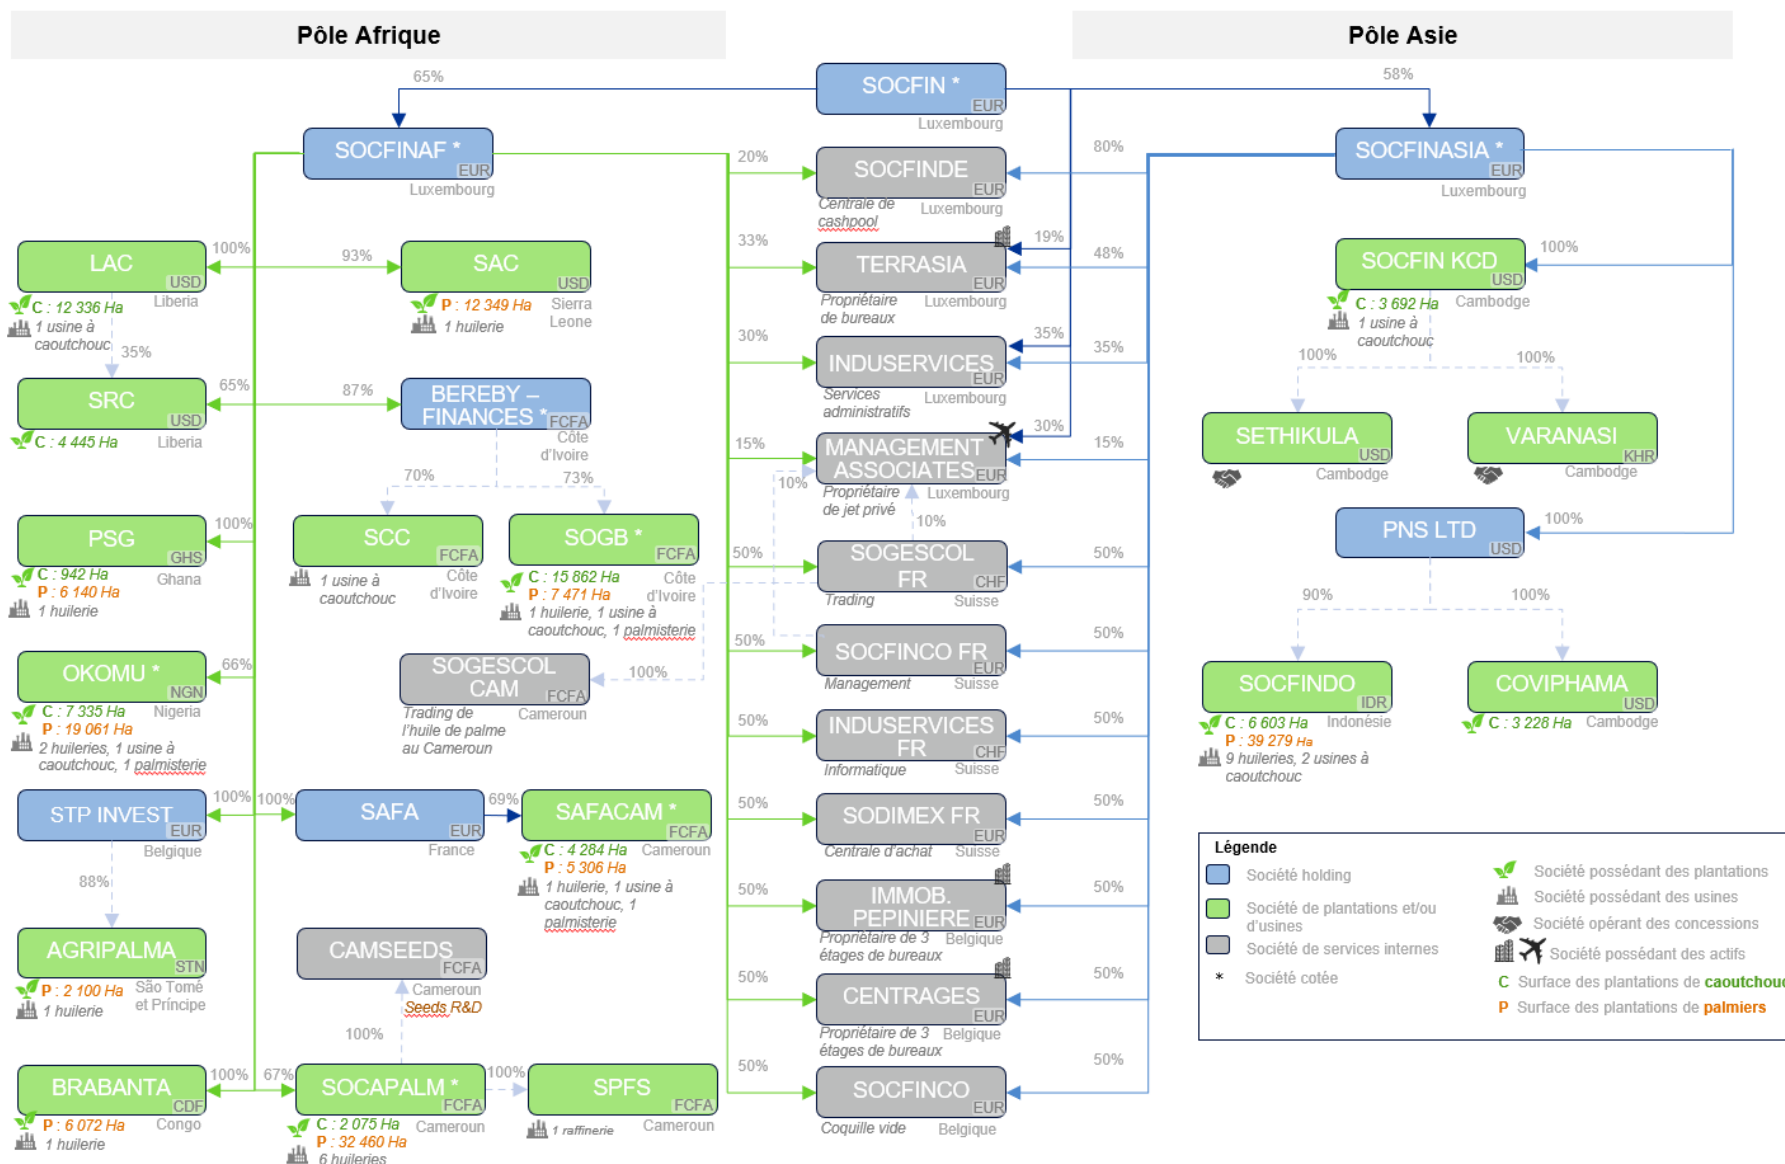 Pôle Afrique
Pôle Asie
65%
SOCFIN *
EUR
Luxembourg
58%
SOCFINAF *
EUR
Luxembourg
SOCFINASIA *
EUR
Luxembourg
20%
SOCFINDE
EUR
Centrale de
cashpool
Luxembourg
80%
33%
TERRASIA
EUR
Propriétaire
de bureaux
Luxembourg
19%
48%
30%
INDUSERVICES
EUR
Services
administratifs
Luxembourg
35%
35%
15%
MANAGEMENT
ASSOCIATES
EUR
Propriétaire
de jet privé
Luxembourg
30%
15%
10%
10%
50%
SOGESCOL
FR
CHF
Trading
Suisse
50%
50%
SOCFINCO FR
EUR
Management
Suisse
50%
50%
INDUSERVICES
FR
CHF
Informatique
Suisse
50%
50%
SODIMEX FR
EUR
Centrale d'achat
Suisse
50%
50%
IMMOB.
PEPINIERE
EUR
Propriétaire de 3
étages de bureaux
Belgique
50%
50%
CENTRAGES
EUR
Propriétaire de 3
étages de bureaux
Belgique
50%
50%
SOCFINCO
EUR
Coquille vide
Belgique
50%
LAC
USD
Liberia
100%
C : 12 336 Ha
1 usine à
caoutchouc
35%
93%
SAC
USD
Sierra
Leone
P : 12 349 Ha
1 huilerie
SRC
USD
Liberia
65%
C : 4 445 Ha
87%
BEREBY –
FINANCES *
FCFA
Côte
d'Ivoire
70%
73%
SCC
FCFA
Côte
d'Ivoire
1 usine à
caoutchouc
SOGB *
FCFA
Côte
d'Ivoire
C : 15 862 Ha
P : 7 471 Ha
1 huilerie, 1 usine à
caoutchouc, 1 palmisterie
PSG
GHS
Ghana
100%
C : 942 Ha
P : 6 140 Ha
1 huilerie
OKOMU *
NGN
Nigeria
66%
C : 7 335 Ha
P : 19 061 Ha
2 huileries, 1 usine à
caoutchouc, 1 palmisterie
SOGESCOL
CAM
FCFA
Cameroun
Trading de
l'huile de palme
au Cameroun
100%
STP INVEST
EUR
Belgique
100%
100%
SAFA
EUR
France
69%
SAFACAM *
FCFA
Cameroun
C : 4 284 Ha
P : 5 306 Ha
1 huilerie, 1 usine à
caoutchouc, 1
palmisterie
88%
AGRIPALMA
STN
São Tomé
et Príncipe
P : 2 100 Ha
1 huilerie
CAMSEEDS
FCFA
Cameroun
Seeds R&D
100%
BRABANTA
CDF
Congo
100%
P : 6 072 Ha
1 huilerie
67%
SOCAPALM *
FCFA
Cameroun
C : 2 075 Ha
P : 32 460 Ha
6 huileries
100%
SPFS
FCFA
Cameroun
1 raffinerie
SOCFIN KCD
USD
Cambodge
100%
C : 3 692 Ha
1 usine à
caoutchouc
100%
100%
SETHIKULA
USD
Cambodge
VARANASI
KHR
Cambodge
PNS LTD
USD
100%
90%
100%
SOCFINDO
IDR
Indonésie
C : 6 603 Ha
P : 39 279 Ha
9 huileries, 2 usines à
caoutchouc
COVIPHAMA
USD
Cambodge
C : 3 228 Ha
Légende
Société holding
Société de plantations et/ou
d'usines
Société de services internes
* Société cotée
Société possédant des plantations
Société possédant des usines
Société opérant des concessions
Société possédant des actifs
C Surface des plantations de caoutchouc
P Surface des plantations de palmiers